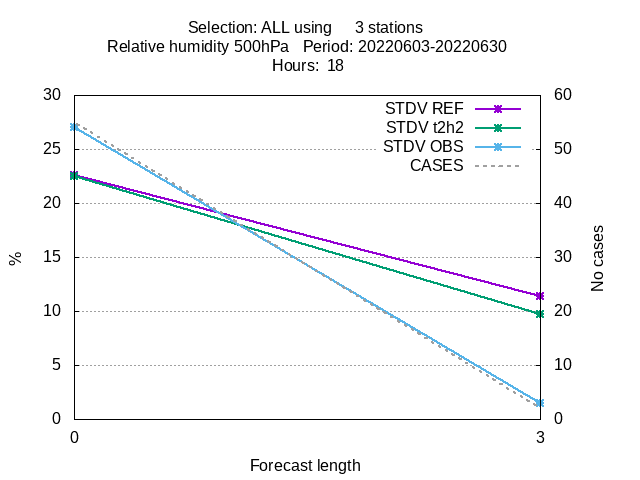 Selection: ALL using     3 stations
Relative humidity 500hPa   Period: 20220603-20220630
Hours:  18
30
25
20
15
10
5
0
%
STDV REF
STDV t2h2
STDV OBS
CASES
60
50
40
30
20
10
0
No cases
0
3
Forecast length